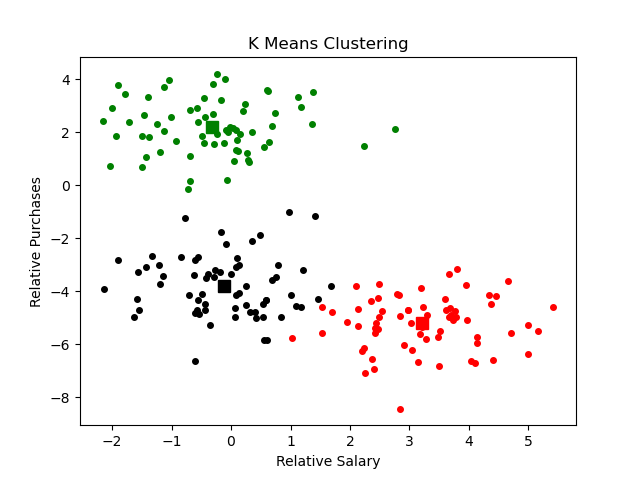 K Means Clustering
4
2
0
−2
−4
−6
−8
Relative Purchases
−2 −1 0 1 2 3 4 5
Relative Salary